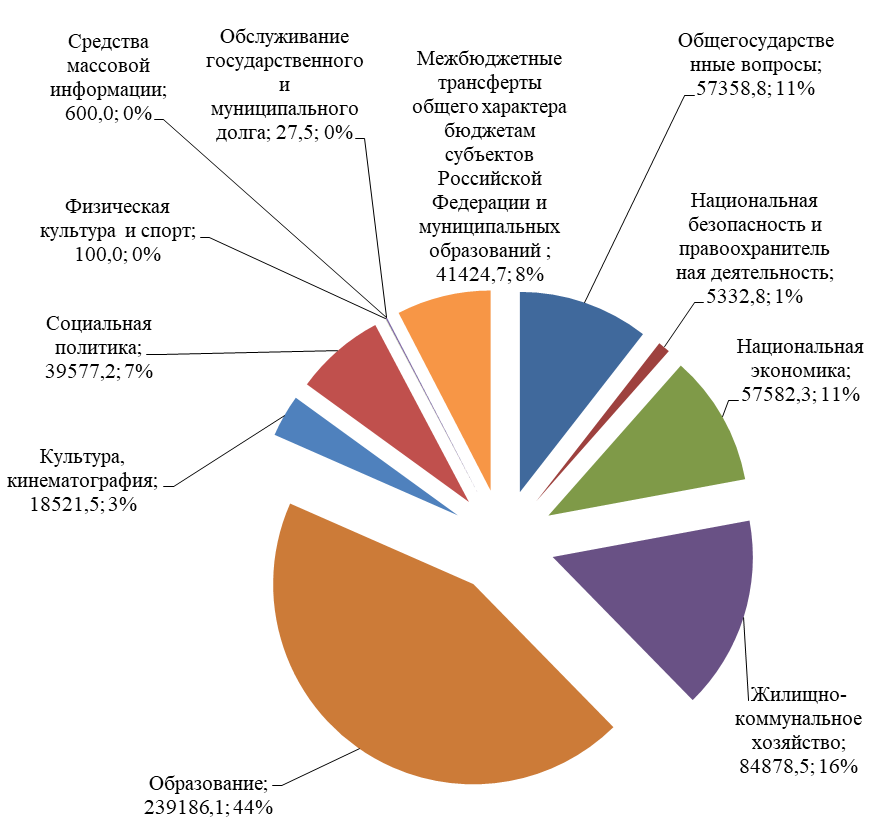 Средства
массовой
информации;
600,0; 0%
Обслуживание
государственного
и
муниципального
долга; 27,5; 0%
Межбюджетные
трансферты
общего характера
бюджетам
субъектов
Российской
Федерации и
муниципальных
образований ;
41424,7; 8%
Общегосударстве
нные вопросы;
57358,8; 11%
Национальная
безопасность и
правоохранитель
ная деятельность;
5332,8; 1%
Национальная
экономика;
57582,3; 11%
Жилищно-
коммунальное
хозяйство;
84878,5; 16%
Образование;
239186,1; 44%
Культура,
кинематография;
18521,5; 3%
Социальная
политика;
39577,2; 7%
Физическая
культура и спорт;
100,0; 0%